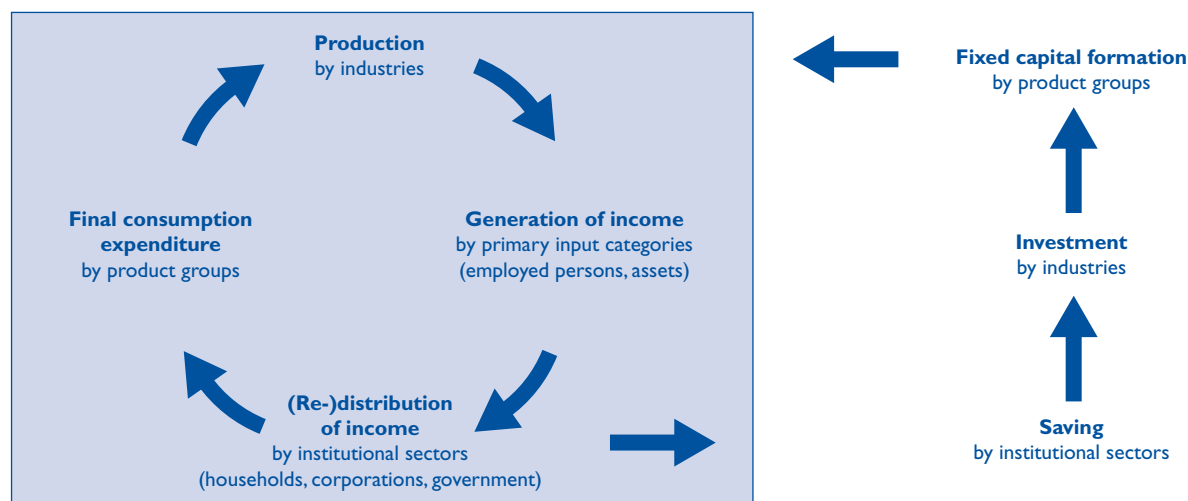 Production
by industries
Fixed capital formation
by product groups
Final consumption
expenditure
by product groups
Generation of income
by primary input categories
(employed persons, assets)
Investment
by industries
(Re-)distribution
of income
by institutional sectors
(households, corporations, government)
Saving
by institutional sectors